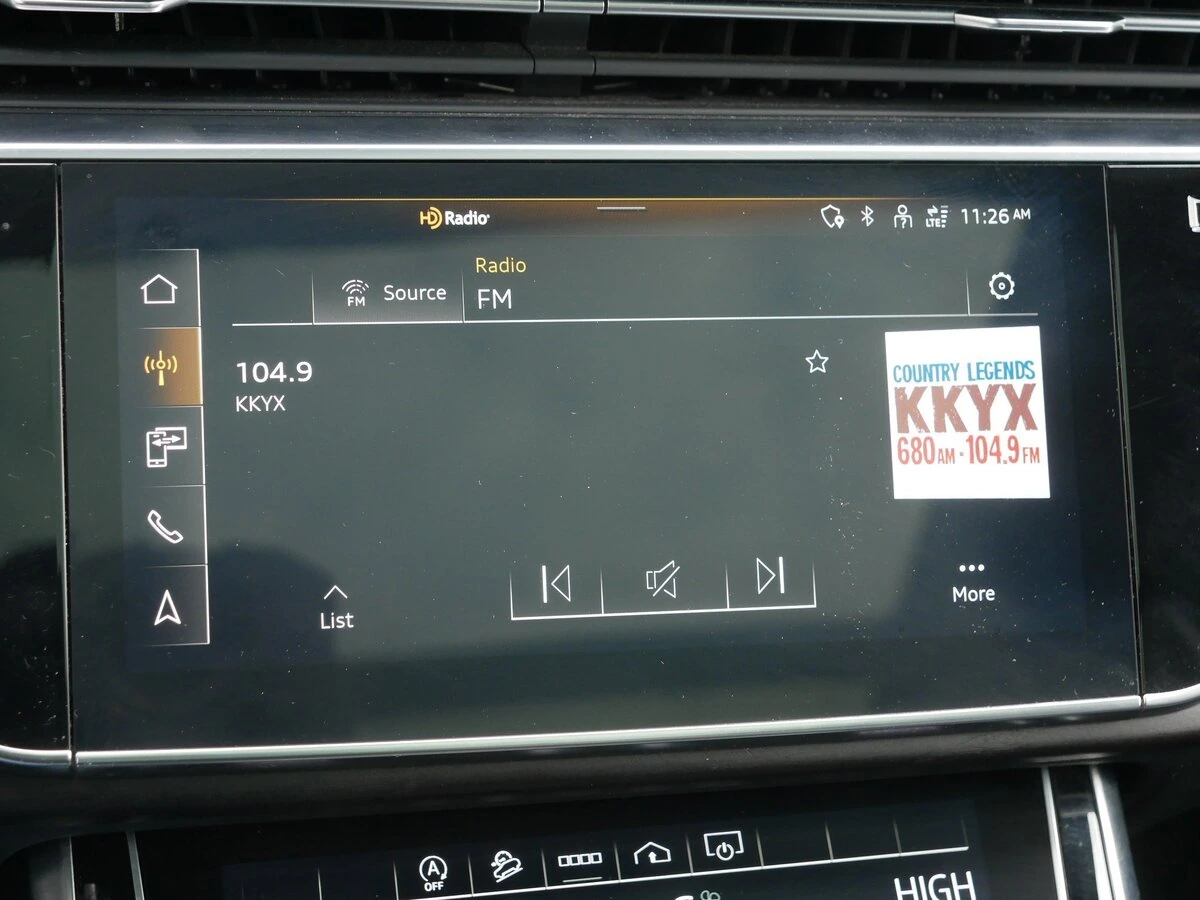 HD Radio
LTE
11:26 AM
FM
Source
Radio
FM
104.9
KKYX
COUNTRY LEGENDS
KKYX
680 AM · 104.9 FM
List
More
A
OFF
HIGH